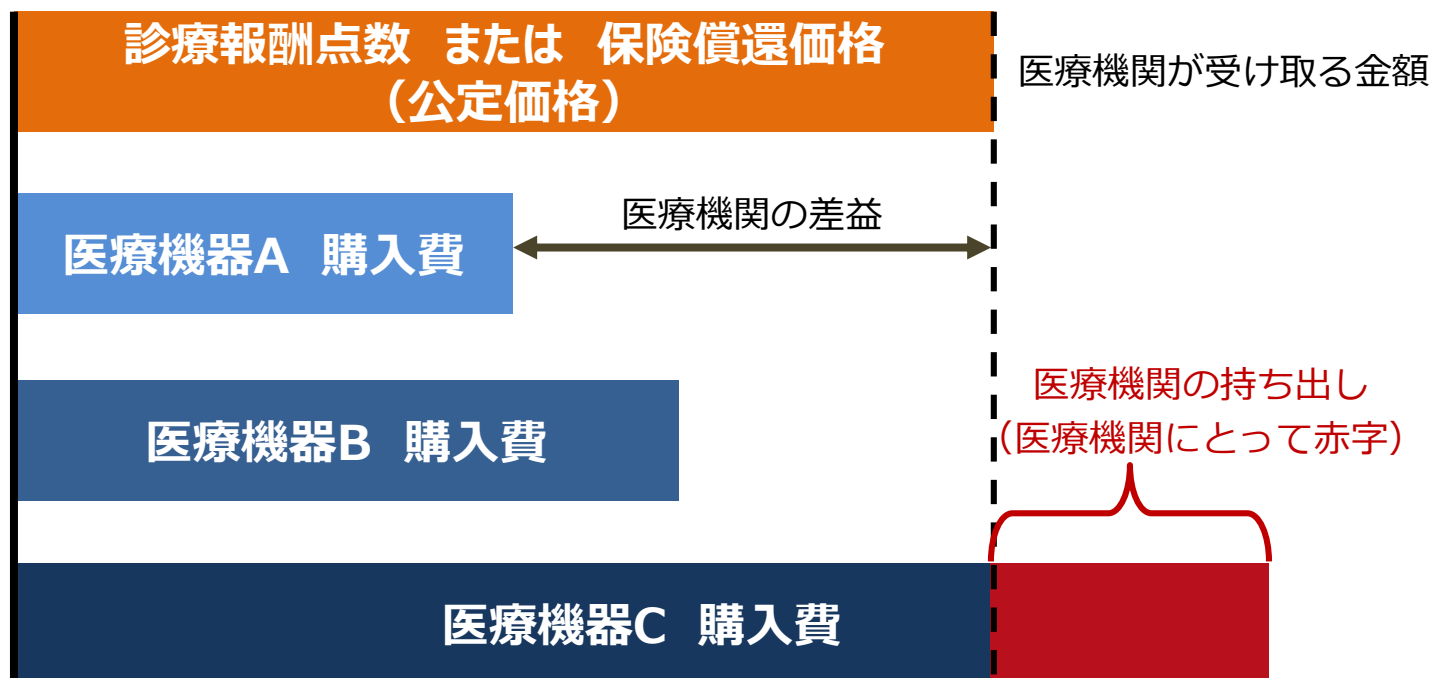 診療報酬点数 または 保険償還価格
（公定価格）
医療機関が受け取る金額
医療機関の差益
医療機器A 購入費
医療機関の持ち出し
（医療機関にとって赤字）
医療機器B 購入費
医療機器C 購入費